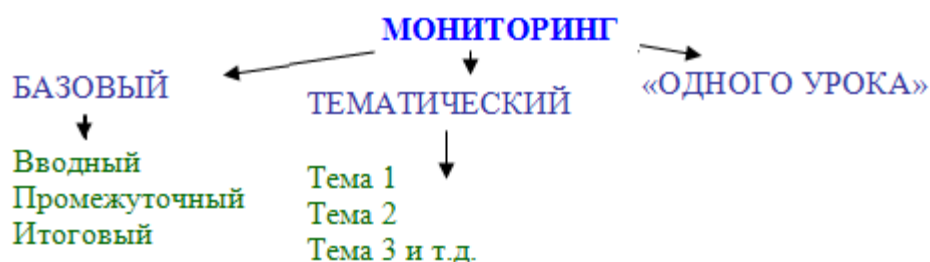 МОНИТОРИНГ
БАЗОВЫЙ
ТЕМАТИЧЕСКИЙ
«ОДНОГО УРОКА»
Вводный
Промежуточный
Итоговый
Тема 1
Тема 2
Тема 3 и т.д.